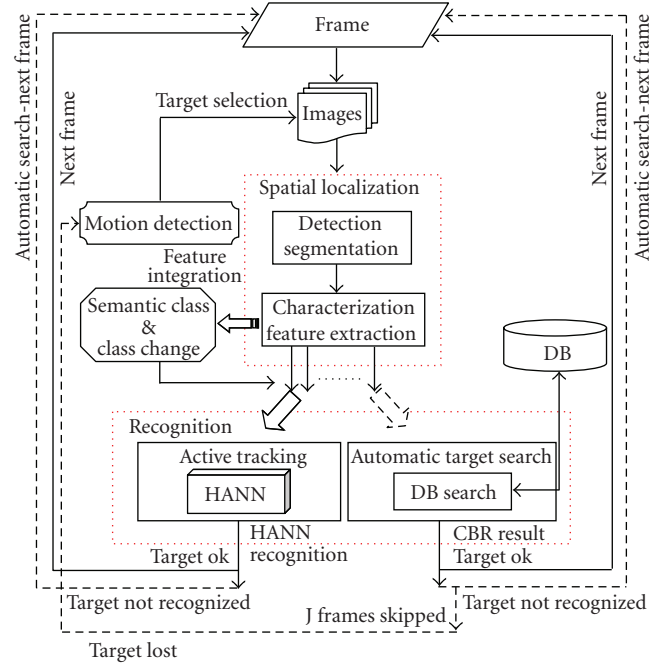 Frame
Automatic search-next frame
Next frame
Target selection
Images
Next frame
Automatic search-next frame
Spatial localization
Motion detection
Detection
segmentation
Feature
integration
Semantic class
&
class change
Characterization
feature extraction
DB
Recognition
Active tracking
HANN
Automatic target search
DB search
HANN
recognition
Target ok
CBR result
Target ok
Target not recognized
J frames skipped
Target not recognized
Target lost